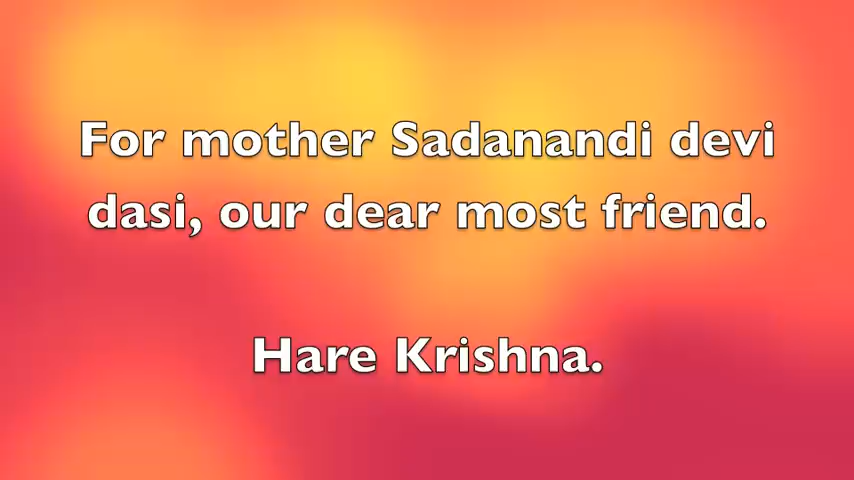 For mother Sadanandi devi
dasi, our dear most friend.
Hare Krishna.